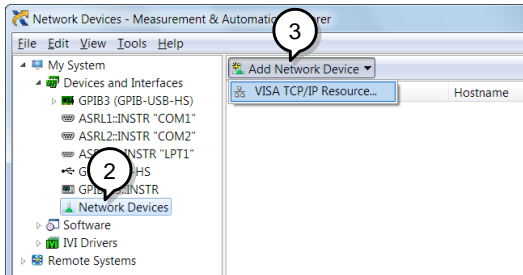 Network Devices - Measurement & Automation Explorer
3
File Edit View Tools Help
My System
Devices and Interfaces
GPIB3 (GPIB-USB-HS)
ASRL1::INSTR "COM1"
ASRL2::INSTR "COM2"
INSTR "LPT1"
2
HS
INSTR
Network Devices
Software
IVI Drivers
Remote Systems
Add Network Device
VISA TCP/IP Resource...
Hostname